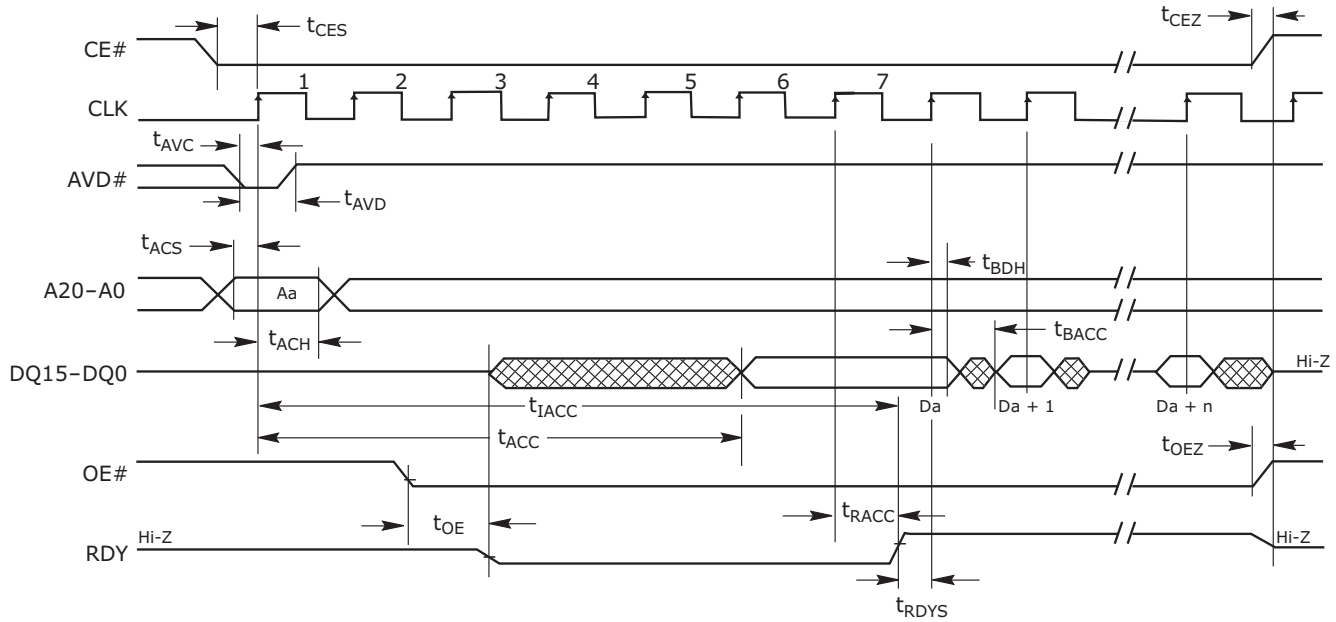 tCES
tCEZ
CE#
1 2 3 4 5 6 7
CLK
tAVC
AVD#
tAVD
tACS
tBDH
A20–A0
Aa
tACH
tBACC
DQ15–DQ0
Hi-Z
Da
Da + 1
Da + n
tIACC
tACC
tOEZ
OE#
tOE
tRACC
Hi-Z
RDY
Hi-Z
tRDYS